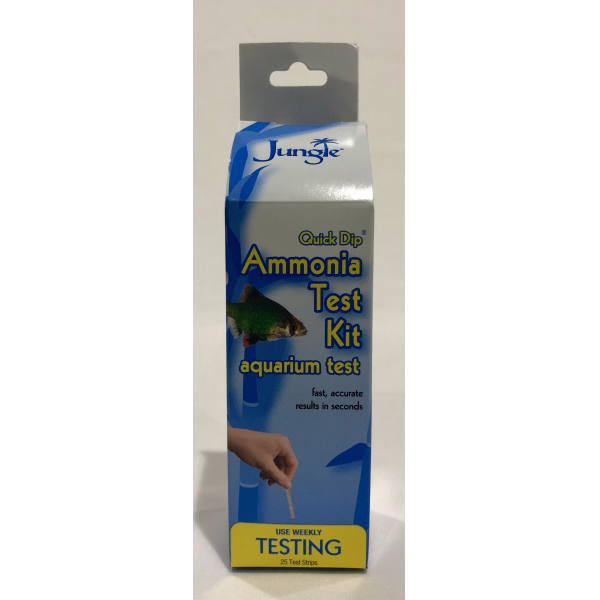 Jungle
Quick Dip®
Ammonia
Test
Kit
aquarium test
fast, accurate
results in seconds
USE WEEKLY
TESTING
25 Test Strips